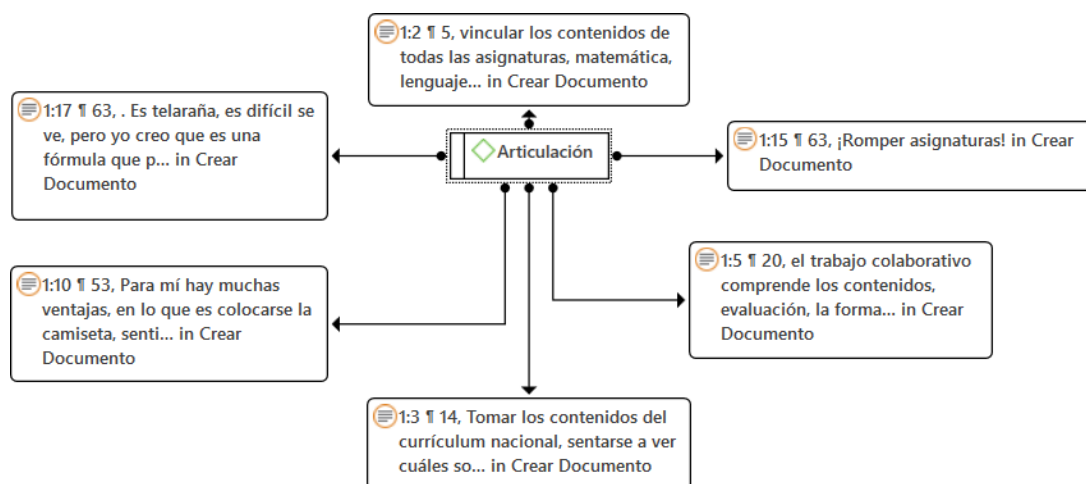 1:2 ¶ 5, vincular los contenidos de
todas las asignaturas, matemática,
lenguaje... in Crear Documento
1:17 ¶ 63, . Es telaraña, es difícil se
ve, pero yo creo que es una
fórmula que p... in Crear
Documento
Articulación
1:15 ¶ 63, ¡Romper asignaturas! in Crear
Documento
1:10 ¶ 53, Para mí hay muchas
ventajas, en lo que es colocarse la
camiseta, senti... in Crear
Documento
1:5 ¶ 20, el trabajo colaborativo
comprende los contenidos,
evaluación, la forma... in Crear
Documento
1:3 ¶ 14, Tomar los contenidos del
currículum nacional, sentarse a ver
cuáles so... in Crear Documento